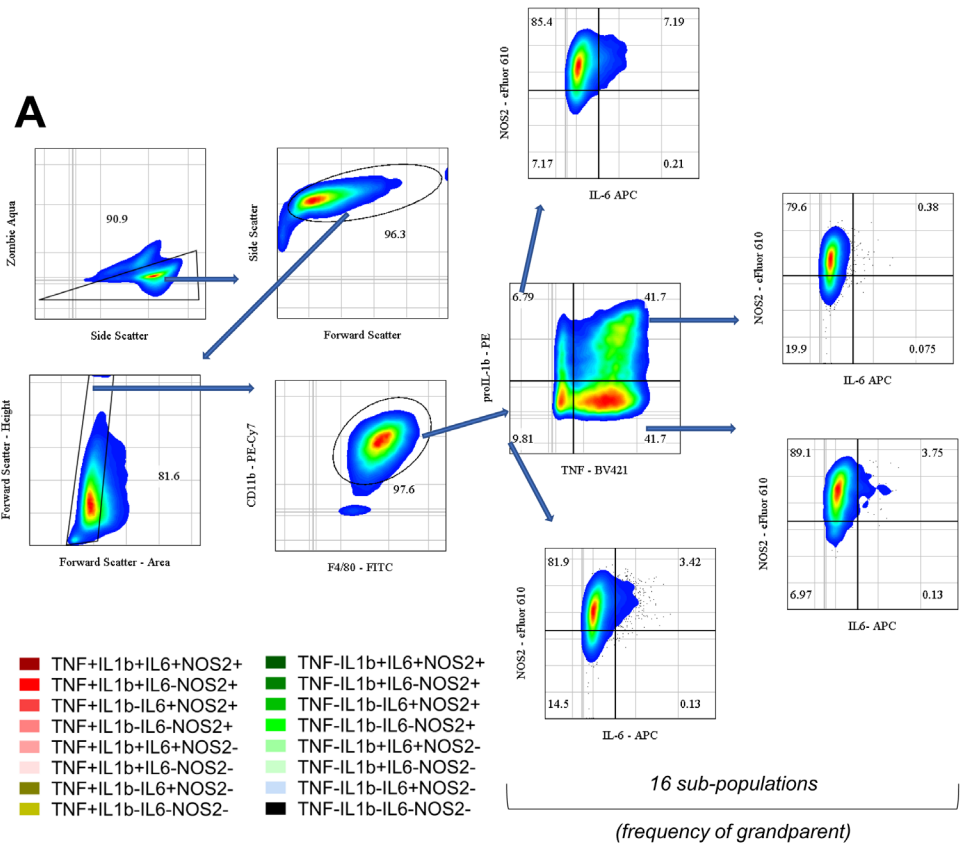 A
Zombie Aqua
90.9
Side Scatter
Side Scatter
96.3
Forward Scatter
Forward Scatter - Height
81.6
Forward Scatter - Area
CD11b - PE-Cy7
97.6
F4/80 - FITC
proIL-1b - PE
6.79
41.7
9.81
41.7
TNF - BV421
NOS2 - eFluor 610
85.4
7.19
7.17
0.21
IL-6 APC
NOS2 - eFluor 610
79.6
0.38
19.9
0.075
IL-6 APC
NOS2 - eFluor 610
89.1
3.75
6.97
0.13
IL6- APC
NOS2 - eFluor 610
81.9
3.42
14.5
0.13
IL-6 - APC
TNF+IL1b+IL6+NOS2+
TNF+IL1b+IL6-NOS2+
TNF+IL1b-IL6+NOS2+
TNF+IL1b-IL6-NOS2+
TNF+IL1b+IL6+NOS2-
TNF+IL1b+IL6-NOS2-
TNF+IL1b-IL6+NOS2-
TNF+IL1b-IL6-NOS2-
TNF-IL1b+IL6+NOS2+
TNF-IL1b+IL6-NOS2+
TNF-IL1b-IL6+NOS2+
TNF-IL1b-IL6-NOS2+
TNF-IL1b+IL6+NOS2-
TNF-IL1b+IL6-NOS2-
TNF-IL1b-IL6+NOS2-
TNF-IL1b-IL6-NOS2-
16 sub-populations
(frequency of grandparent)